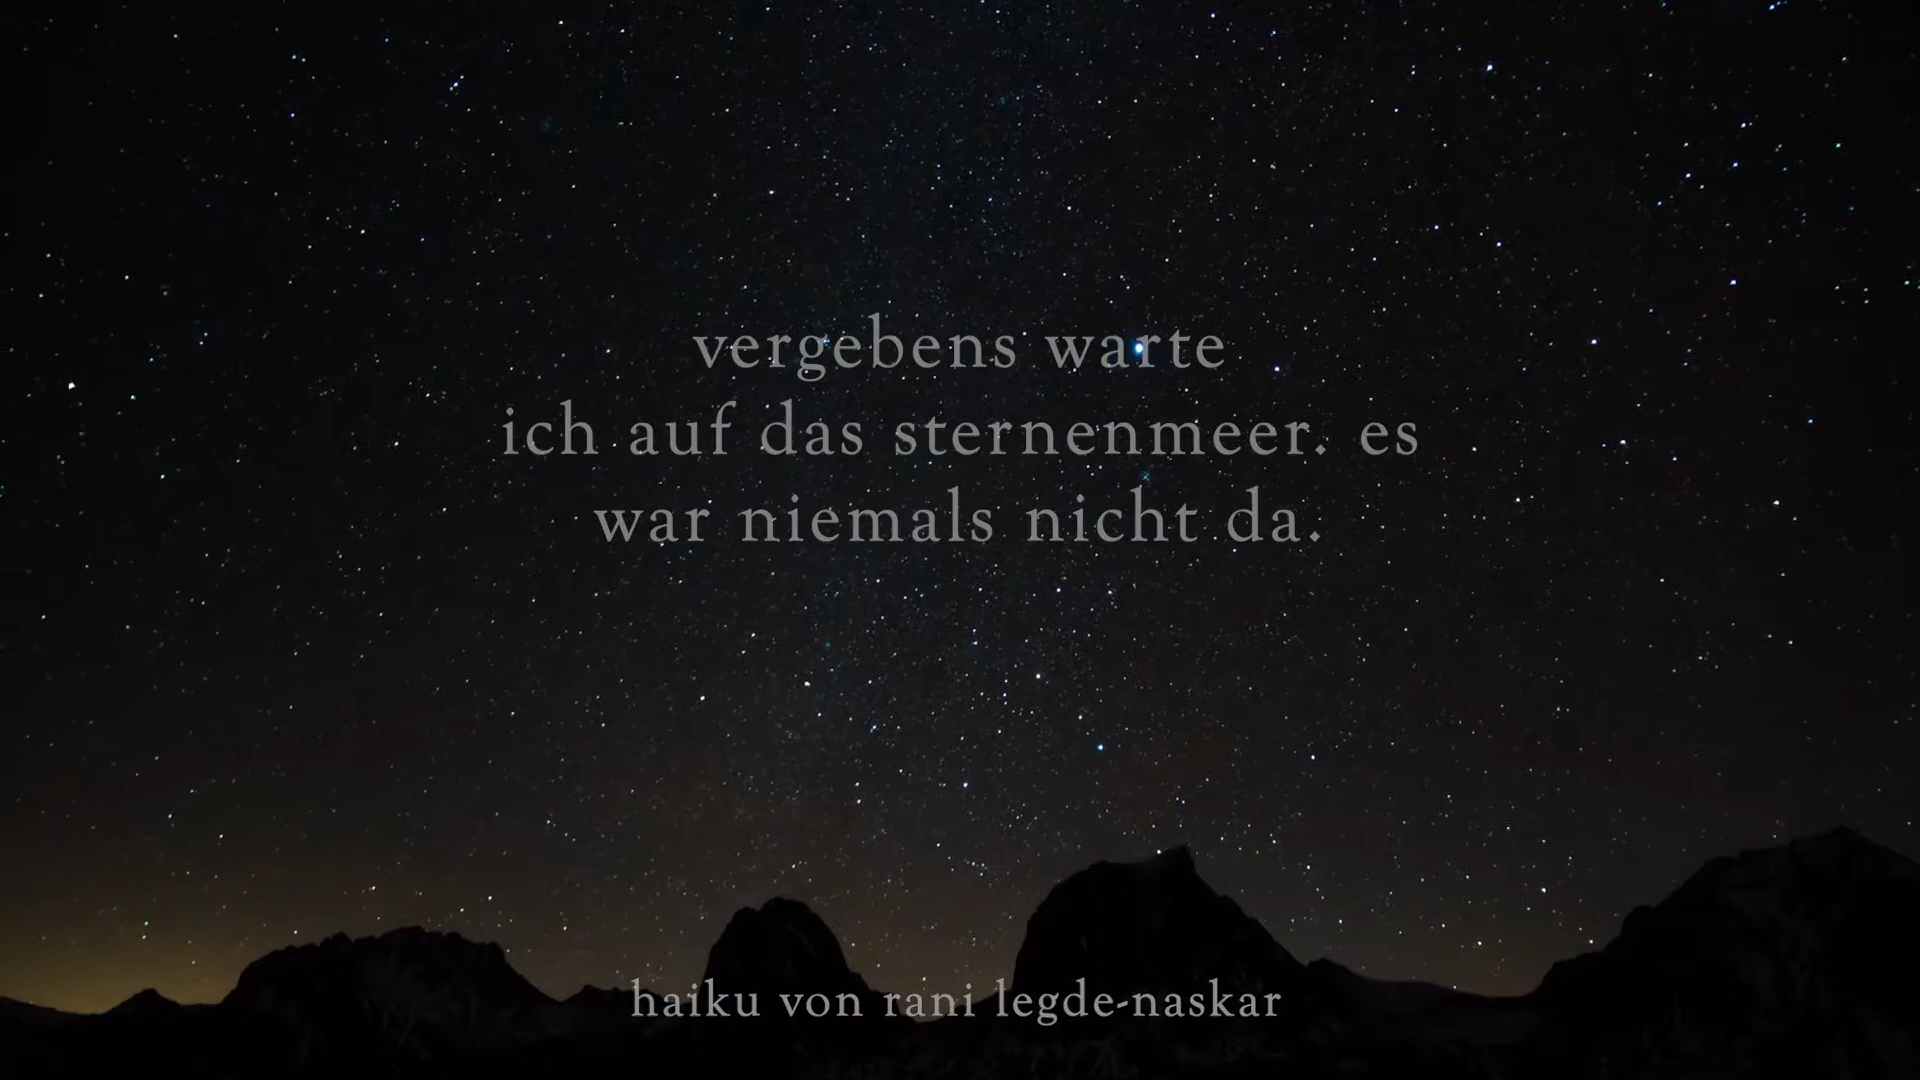 vergebens warte
ich auf das sternenmeer. es
war niemals nicht da.
haiku von rani legde-naskar